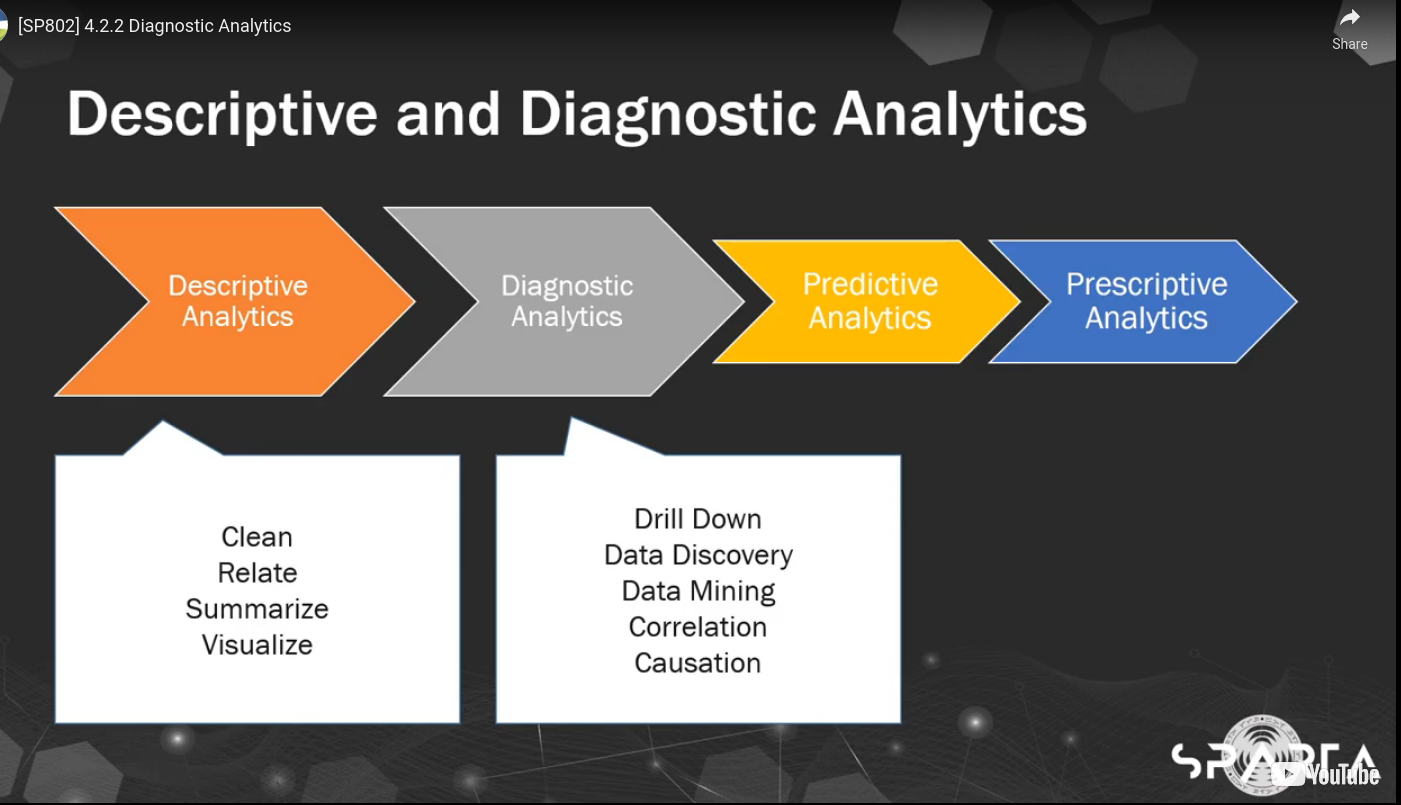 [SP802] 4.2.2 Diagnostic Analytics
Share
Descriptive and Diagnostic Analytics
Descriptive
Analytics
Diagnostic
Analytics
Predictive
Analytics
Prescriptive
Analytics
Clean
Relate
Summarize
Visualize
Drill Down
Data Discovery
Data Mining
Correlation
Causation
SPARTA
YouTube